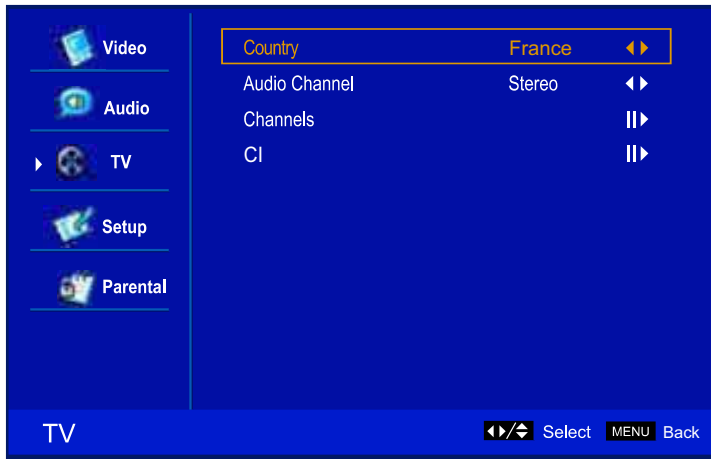 Video
Audio
TV
Setup
Parental
Country France
Audio Channel Stereo
Channels
CI
TV
Select MENU Back